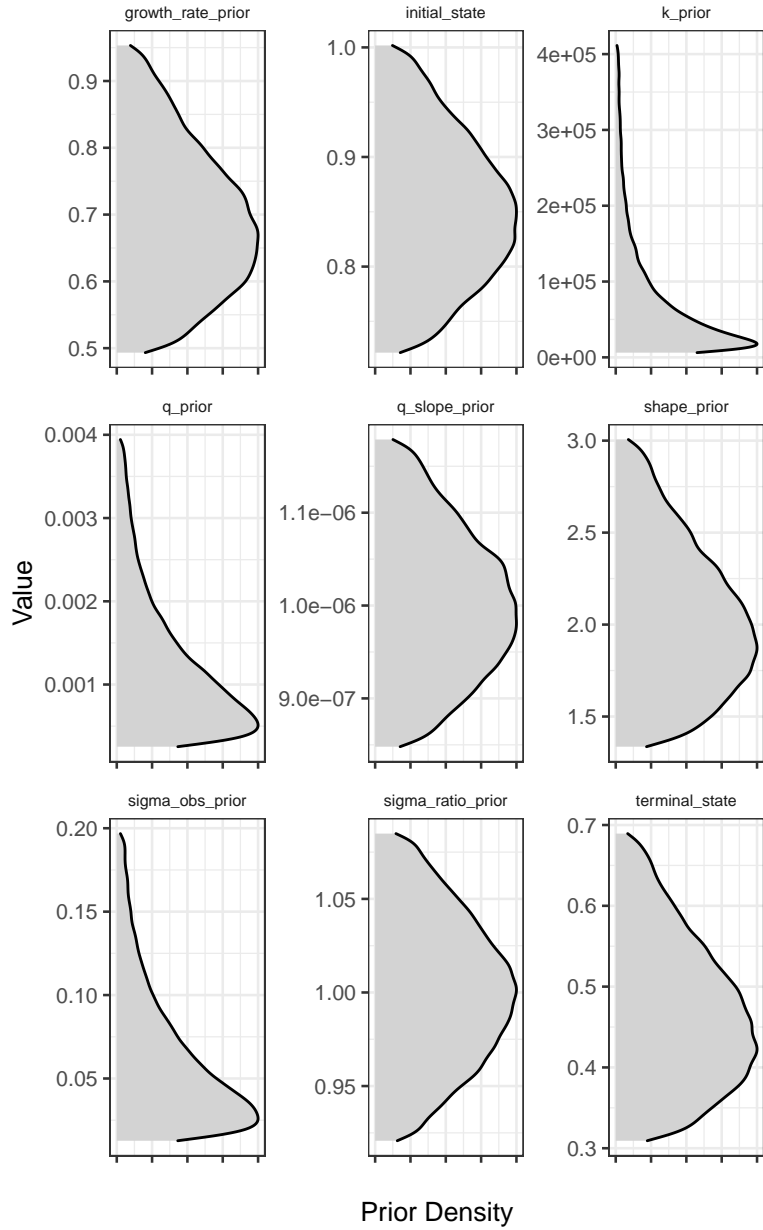 growth_rate_prior
initial_state
k_prior
0.9
0.8
0.7
0.6
0.5
1.0
0.9
0.8
4e+05
3e+05
2e+05
1e+05
0e+00
q_prior
q_slope_prior
shape_prior
0.004
0.003
0.002
0.001
1.1e−06
1.0e−06
9.0e−07
3.0
2.5
2.0
1.5
Value
sigma_obs_prior
sigma_ratio_prior
terminal_state
0.20
0.15
0.10
0.05
1.05
1.00
0.95
0.7
0.6
0.5
0.4
0.3
Prior Density